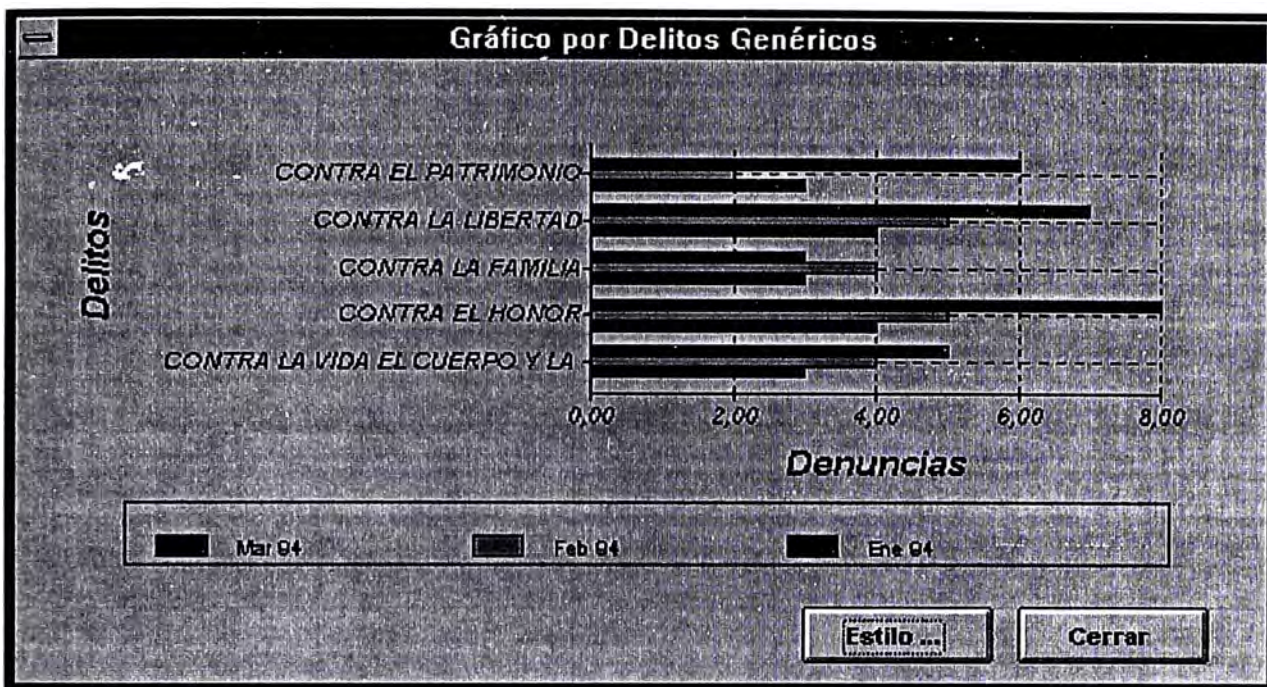 Gráfico por Delitos Genéricos
Delitos
CONTRA EL PATRIMONIO
CONTRA LA LIBERTAD
CONTRA LA FAMILIA
CONTRA EL HONOR
CONTRA LA VIDA EL CUERPO Y LA
0,00 2,00 4,00 6,00 8,00
Denuncias
Mar 94 Feb 94 Ene 94
Estilo ... Cerrar